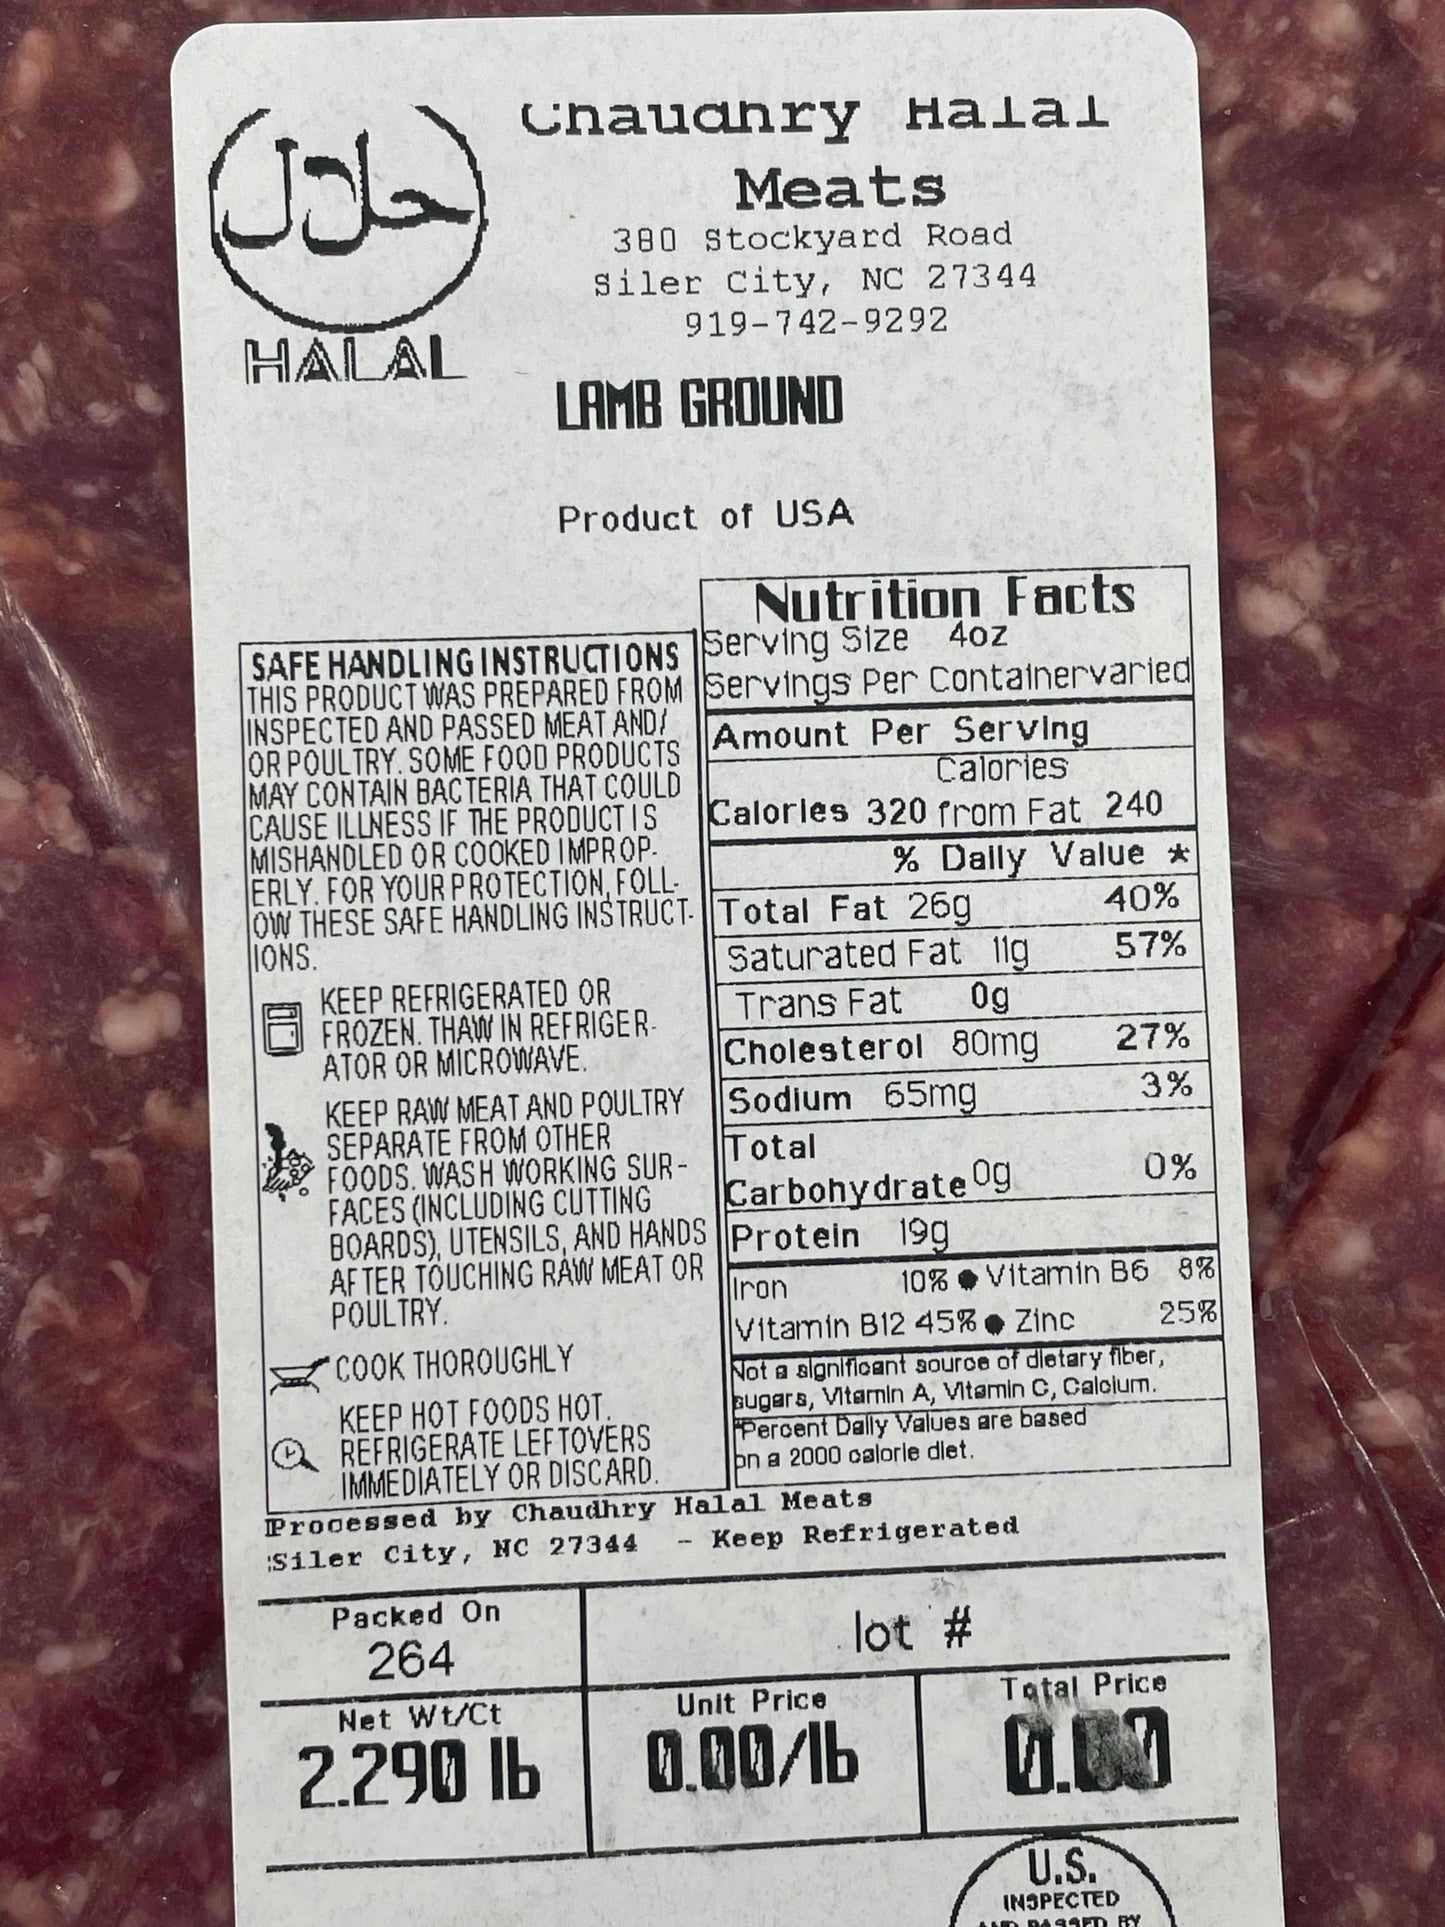 حلال
HALAL
Chaudhry Halal
Meats
380 Stockyard Road
Siler City, NC 27344
919-742-9292
LAMB GROUND
Product of USA
SAFE HANDLING INSTRUCTIONS
THIS PRODUCT WAS PREPARED FROM
INSPECTED AND PASSED MEAT AND/
OR POULTRY. SOME FOOD PRODUCTS
MAY CONTAIN BACTERIA THAT COULD
CAUSE ILLNESS IF THE PRODUCT IS
MISHANDLED OR COOKED IMPROP-
ERLY. FOR YOUR PROTECTION, FOLL-
OW THESE SAFE HANDLING INSTRUCT-
IONS.
KEEP REFRIGERATED OR
FROZEN. THAW IN REFRIGER-
ATOR OR MICROWAVE.
KEEP RAW MEAT AND POULTRY
SEPARATE FROM OTHER
FOODS. WASH WORKING SUR-
FACES (INCLUDING CUTTING
BOARDS), UTENSILS, AND HANDS
AFTER TOUCHING RAW MEAT OR
POULTRY.
COOK THOROUGHLY
KEEP HOT FOODS HOT.
REFRIGERATE LEFTOVERS
IMMEDIATELY OR DISCARD.
Nutrition Facts
Serving Size 4oz
Servings Per Container varied
Amount Per Serving
Calories
Calories 320 from Fat 240
% Daily Value *
Total Fat 26g 40%
Saturated Fat 11g 57%
Trans Fat 0g
Cholesterol 80mg 27%
Sodium 65mg 3%
Total
Carbohydrate 0g 0%
Protein 19g
Iron 10% ● Vitamin B6 8%
Vitamin B12 45% ● Zinc 25%
Not a significant source of dietary fiber,
sugars, Vitamin A, Vitamin C, Calcium.
*Percent Daily Values are based
on a 2000 calorie diet.
Processed by Chaudhry Halal Meats
Siler City, NC 27344 - Keep Refrigerated
Packed On
264
lot #
Net Wt/Ct
2.290 lb
Unit Price
0.00/lb
Total Price
0.00
U.S.
INSPECTED
AND PASSED BY